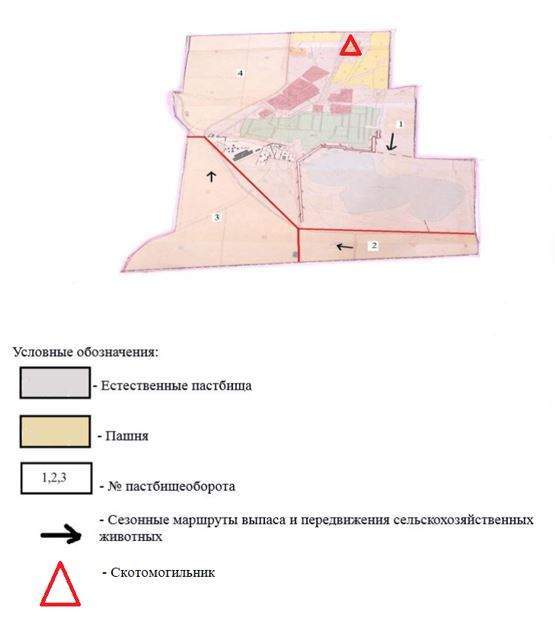 4
1
3
2
Условные обозначения:
- Естественные пастбища
- Пашня
1,2,3
- № пастбищеоборота
- Сезонные маршруты выпаса и передвижения сельскохозяйственных
животных
- Скотомогильник